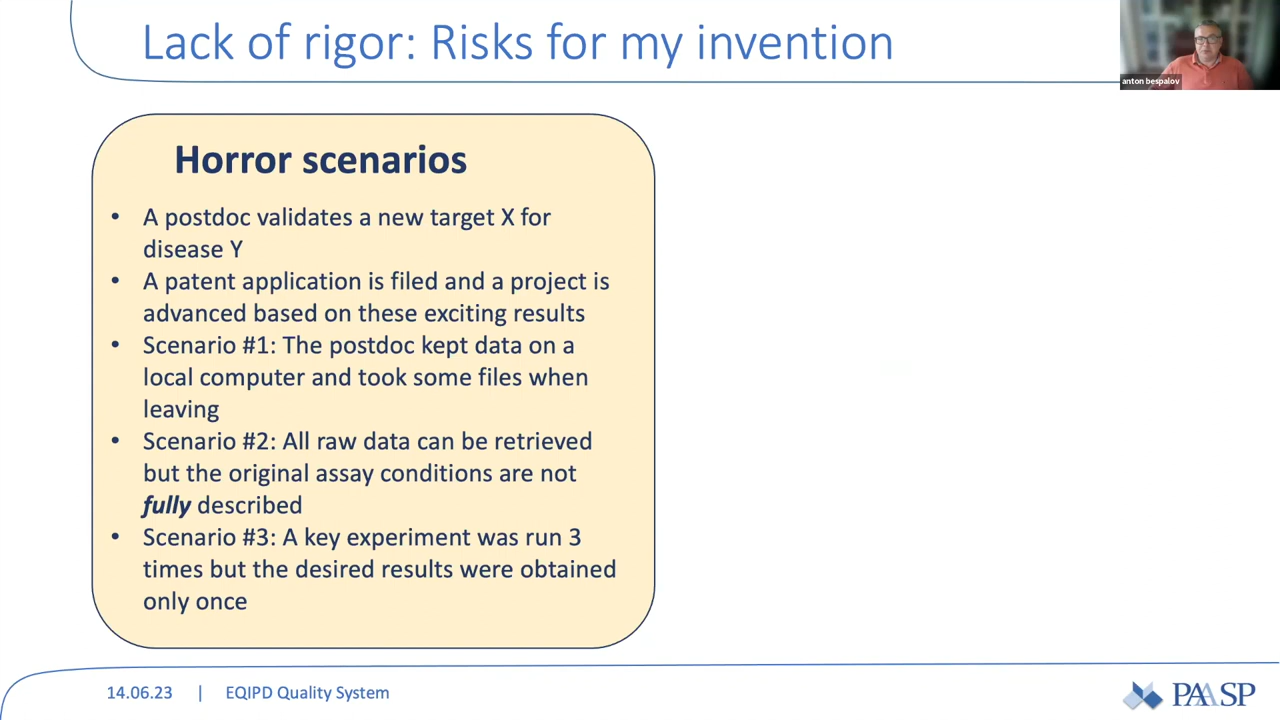 Lack of rigor: Risks for my invention
anton bespalov
Horror scenarios
• A postdoc validates a new target X for
disease Y
• A patent application is filed and a project is
advanced based on these exciting results
• Scenario #1: The postdoc kept data on a
local computer and took some files when
leaving
• Scenario #2: All raw data can be retrieved
but the original assay conditions are not
fully described
• Scenario #3: A key experiment was run 3
times but the desired results were obtained
only once
14.06.23 | EQIPD Quality System
PAASP